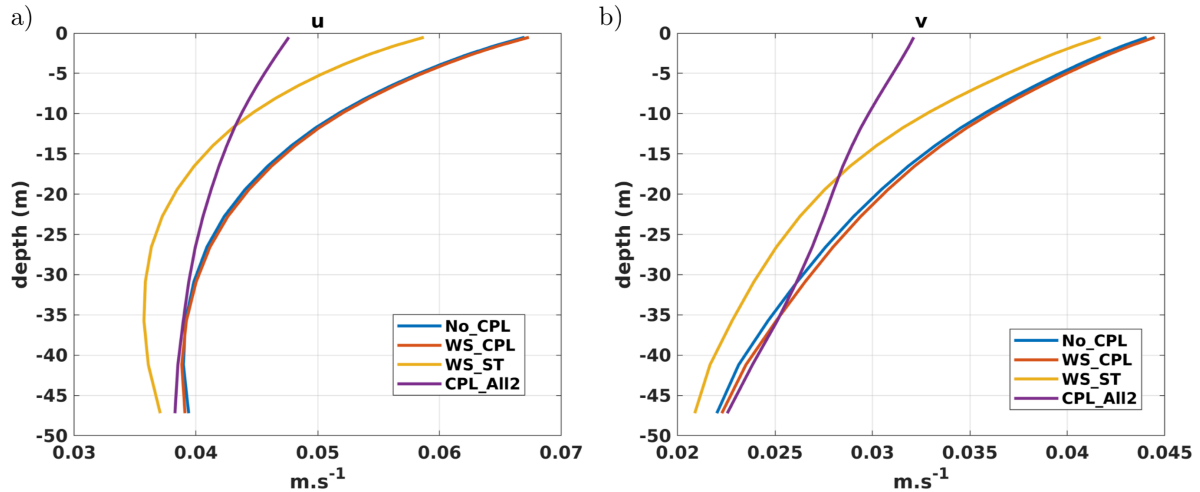 a)
u
0
-5
-10
-15
-20
-25
-30
-35
-40
-45
-50
depth (m)
No_CPL
WS_CPL
WS_ST
CPL_All2
0.03
0.04
0.05
0.06
0.07
m.s-1
b)
v
0
-5
-10
-15
-20
-25
-30
-35
-40
-45
-50
depth (m)
No_CPL
WS_CPL
WS_ST
CPL_All2
0.02
0.025
0.03
0.035
0.04
0.045
m.s-1